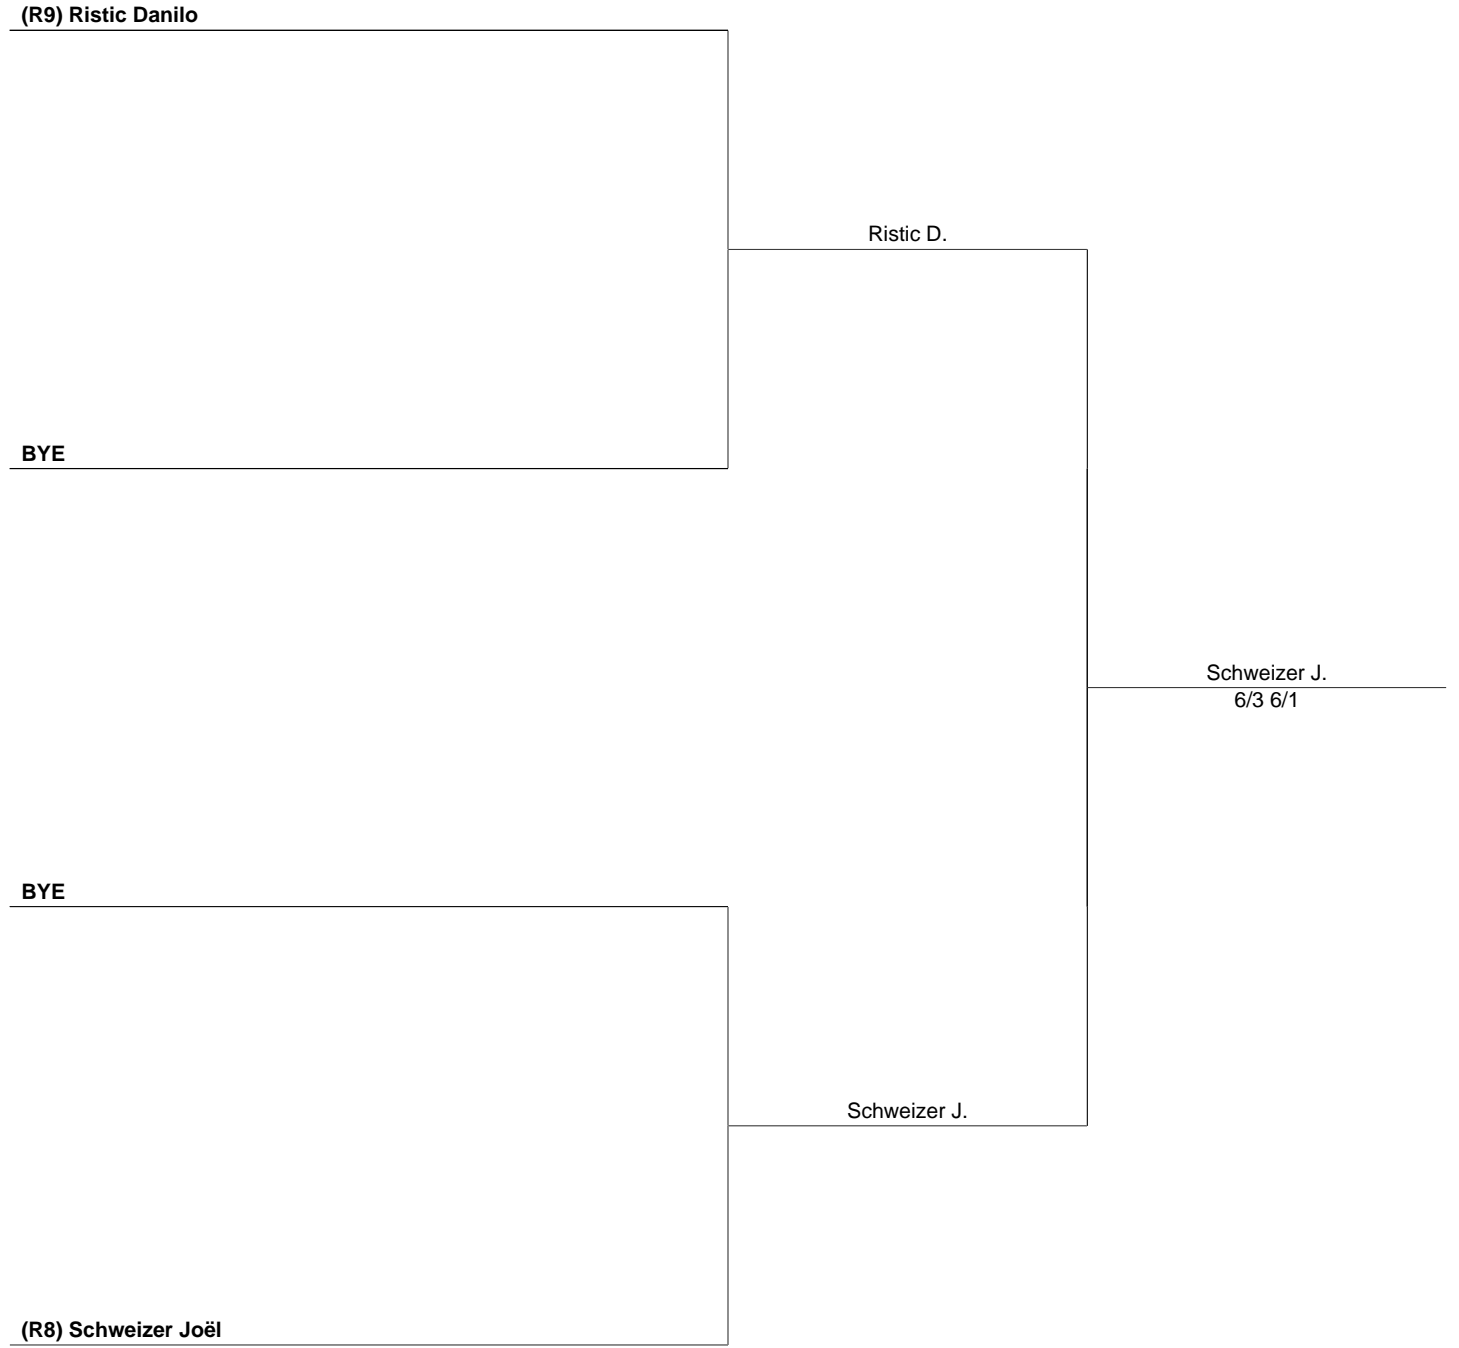 (R9) Ristic Danilo
Ristic D.
BYE
Schweizer J.
6/3 6/1
BYE
Schweizer J.
(R8) Schweizer Joël